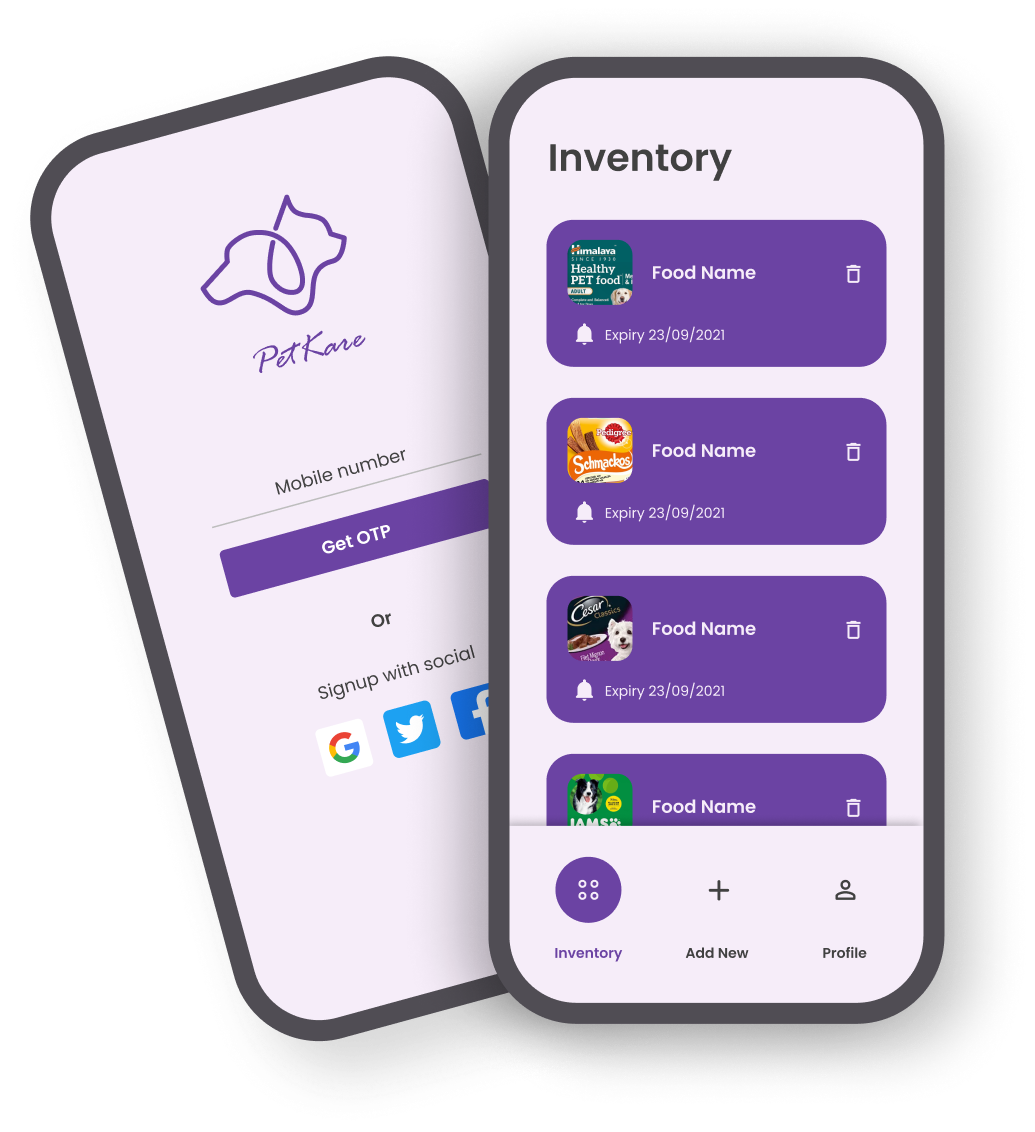 PetKare
Mobile number
Get OTP
Or
Signup with social
Inventory
Himalaya
SINCE 1930
Healthy
PET food
ADULT
Food Name
Expiry 23/09/2021
Pedigree
Schmackos
Food Name
Expiry 23/09/2021
Cesar
Classics
Filet Mignon
Food Name
Expiry 23/09/2021
IAMS
Food Name
Inventory
Add New
Profile